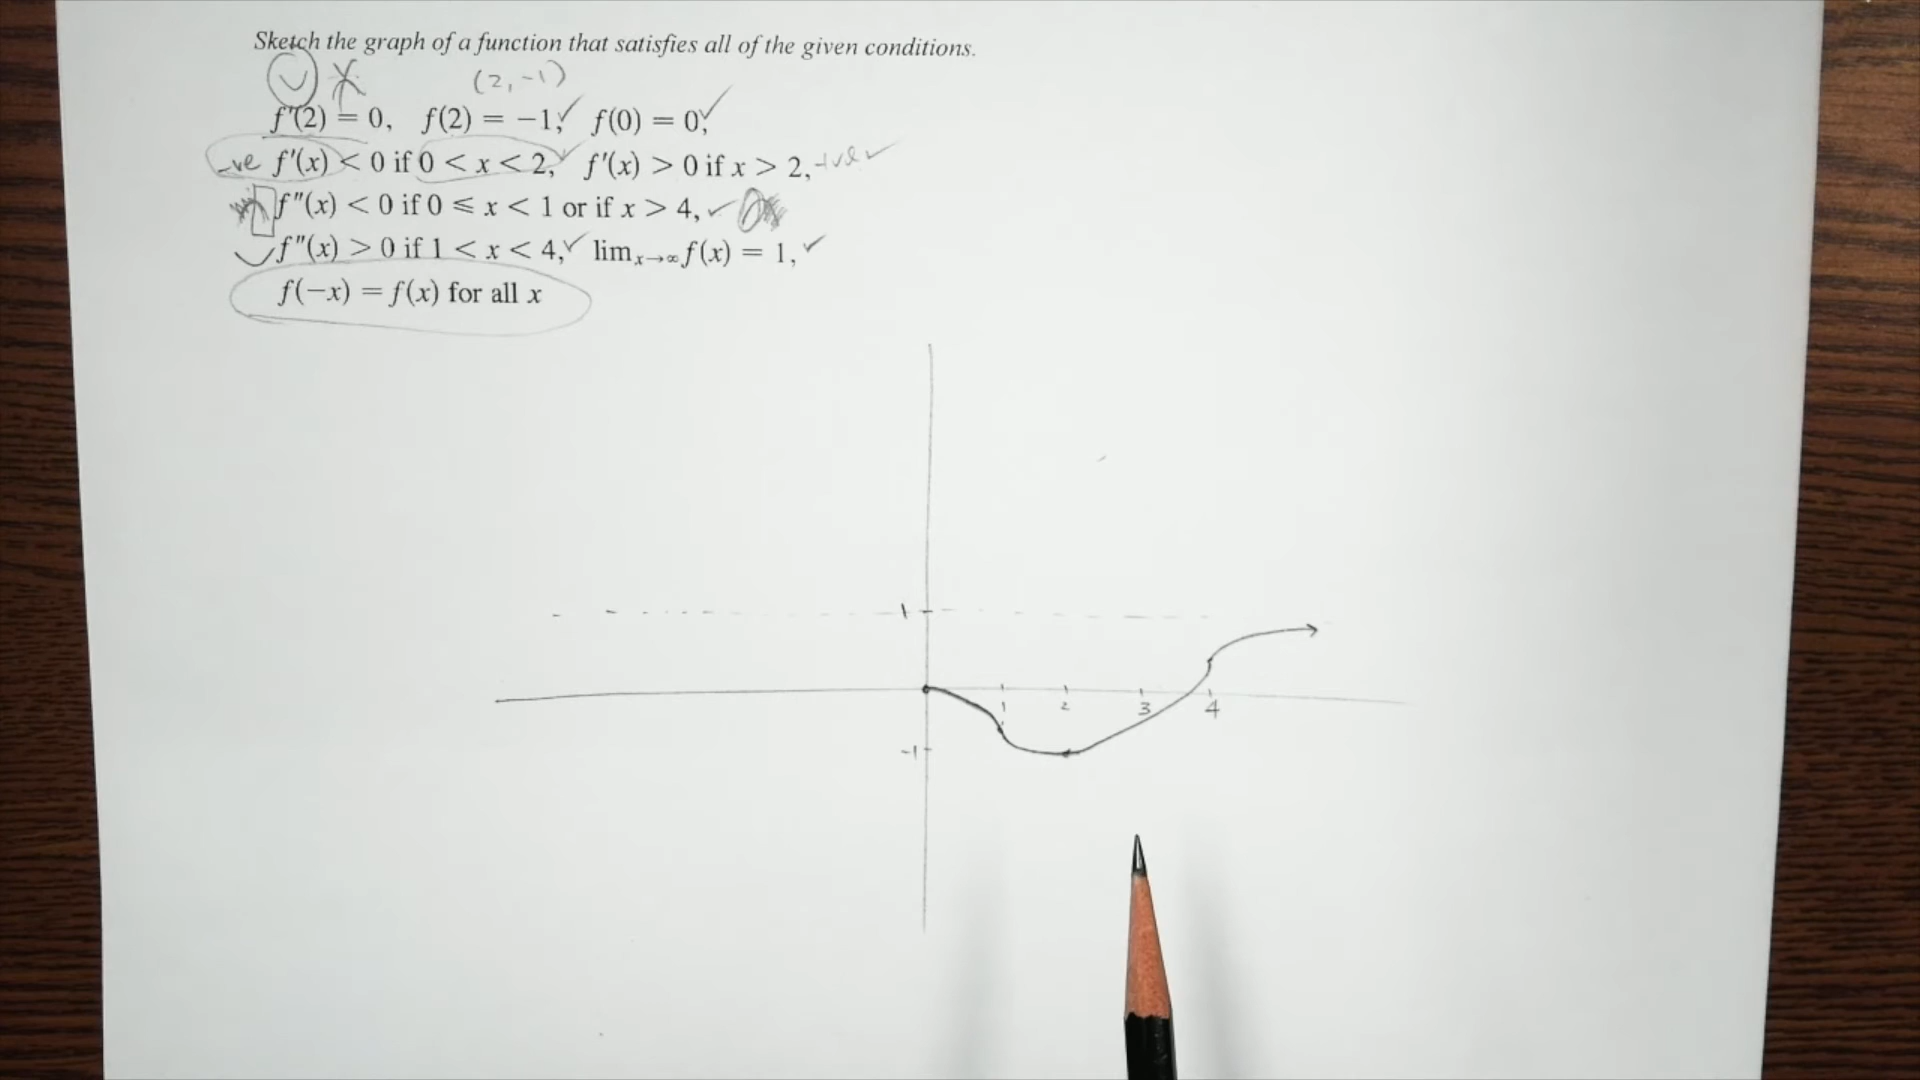 Sketch the graph of a function that satisfies all of the given conditions.
(2, -1)
f'(2) = 0, f(2) = −1, f(0) = 0,
-ve f'(x) < 0 if 0 < x < 2, f'(x) > 0 if x > 2, +ve
f"(x) < 0 if 0 ⩽ x < 1 or if x > 4,
f"(x) > 0 if 1 < x < 4, lim x→∞ f(x) = 1,
f(−x) = f(x) for all x
1
1 2 3 4
-1